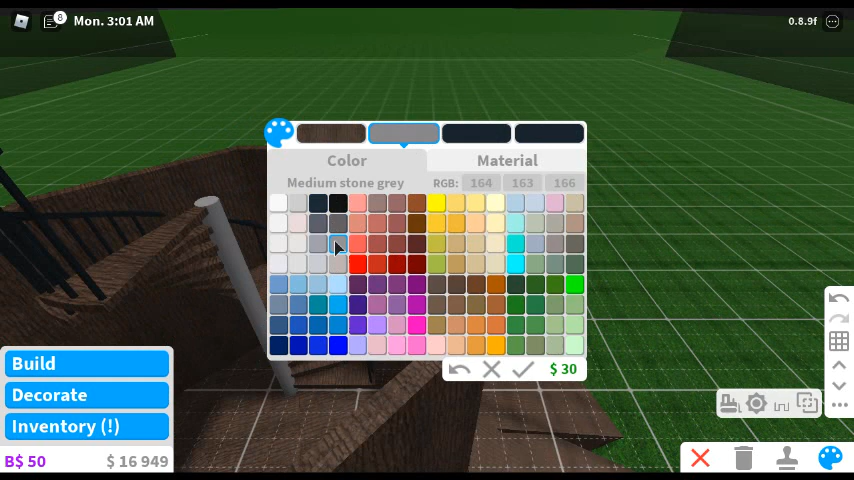 8
Mon. 3:01 AM
0.8.9f
Color
Material
Medium stone grey
RGB: 164 163 166
$ 30
Build
Decorate
Inventory (!)
B$ 50
$ 16 949